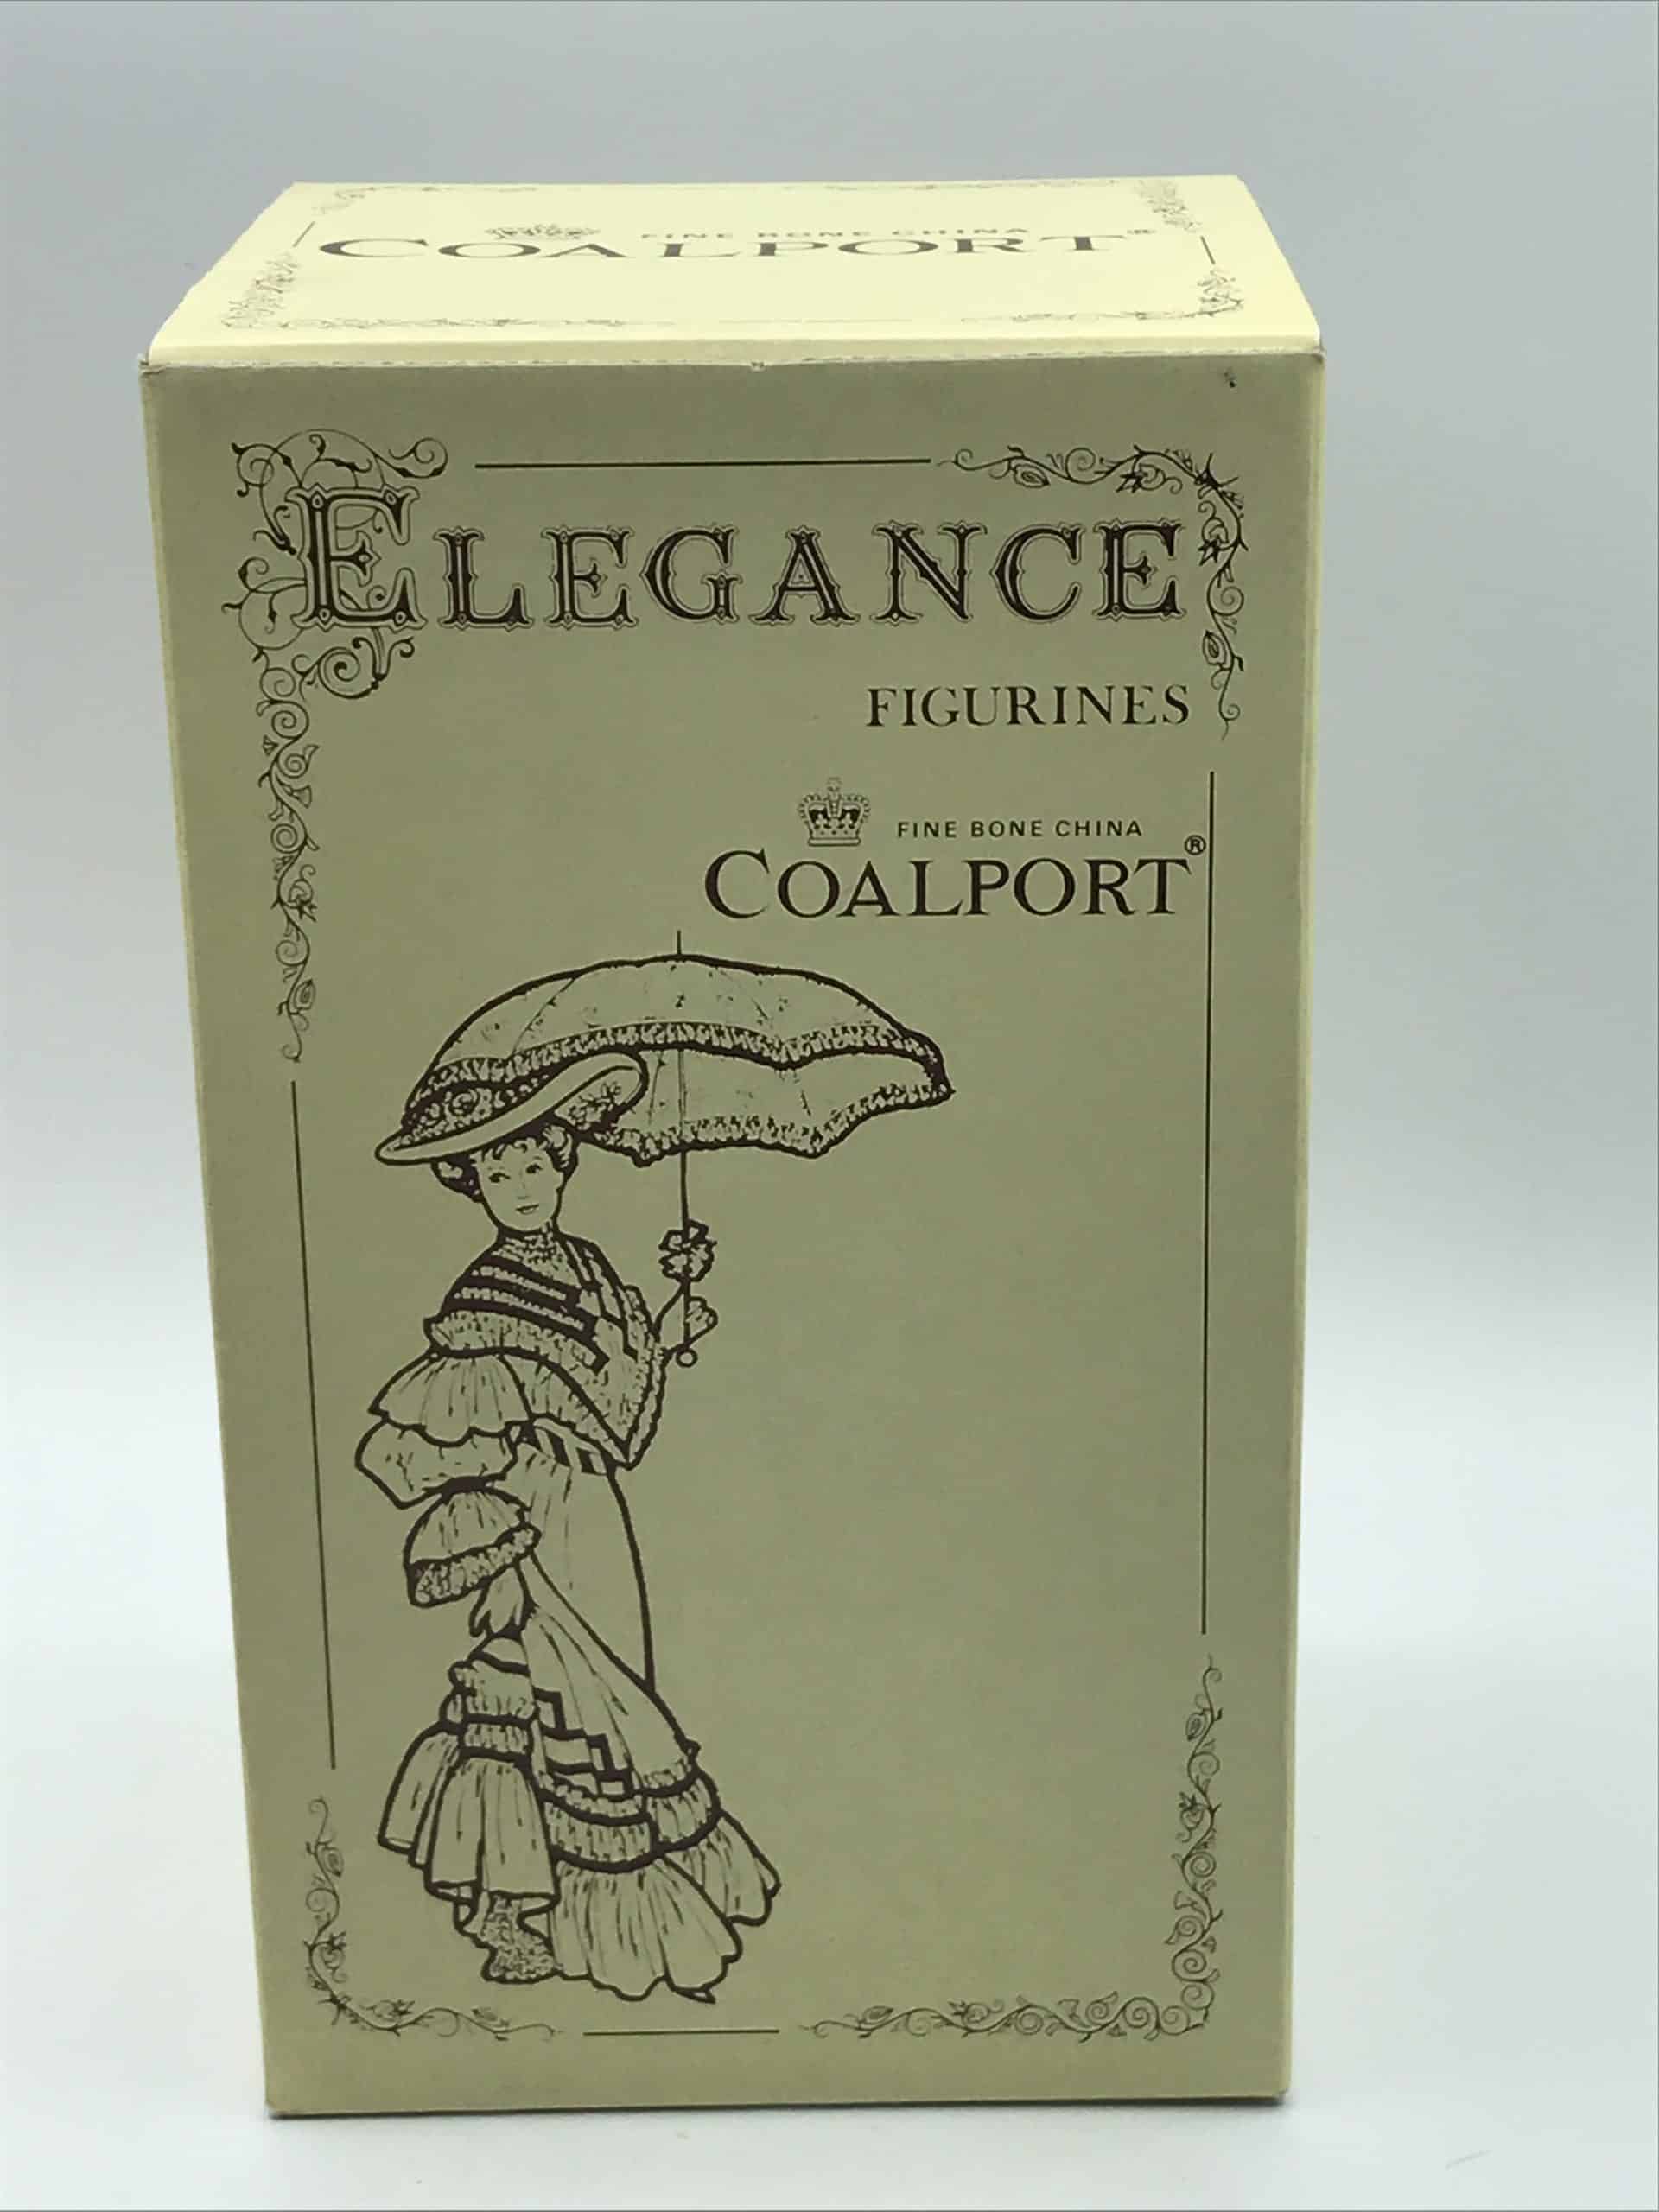 FINE BONE CHINA
COALPORT®
ELEGANCE
FIGURINES
FINE BONE CHINA
COALPORT®